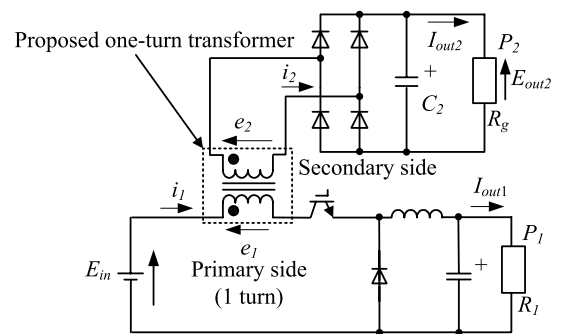 Proposed one-turn transformer
I_out2
P_2
i_2
+
C_2
E_out2
R_g
e_2
Secondary side
i_1
I_out1
e_1
P_1
E_in
Primary side
(1 turn)
+
R_1